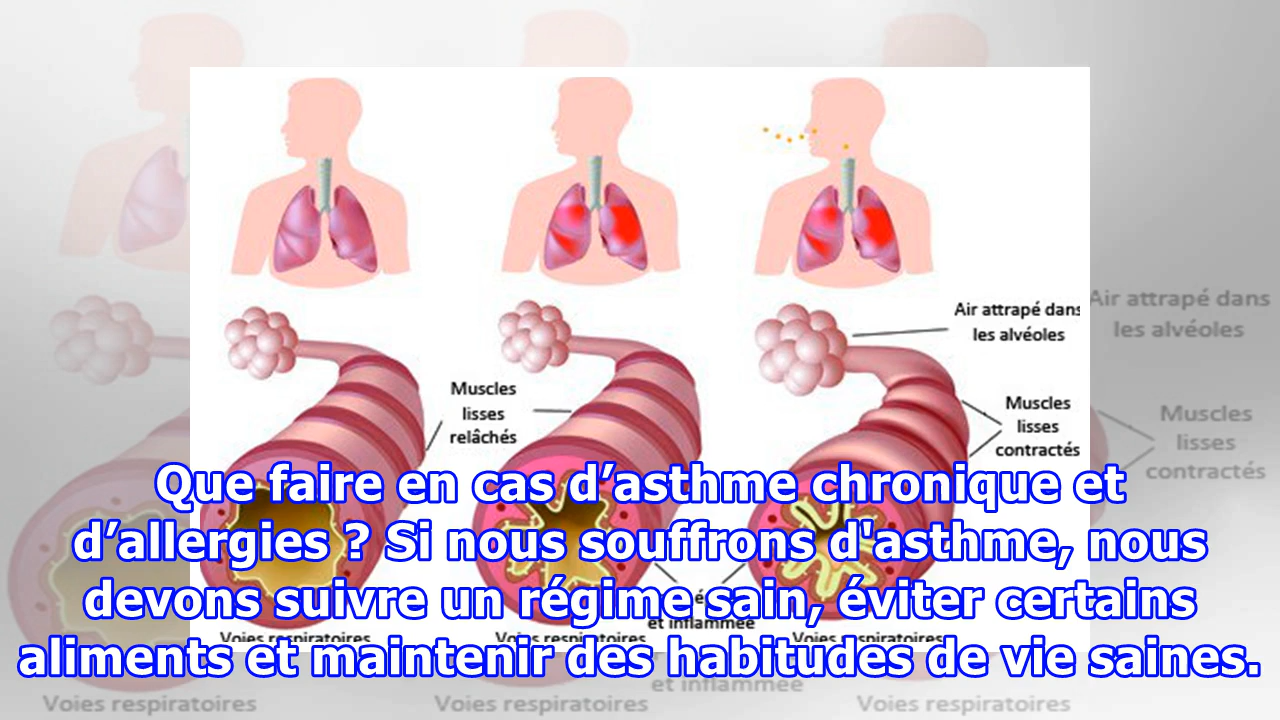 Air attrapé dans
les alvéoles
Air attrapé dans
les alvéoles
Muscles
lisses
relâchés
Muscles
lisses
contractés
Muscles
lisses
contractés
Que faire en cas d’asthme chronique et
d’allergies ? Si nous souffrons d'asthme, nous
devons suivre un régime sain, éviter certains
aliments et maintenir des habitudes de vie saines.
et inflammée
Voies respiratoires
Voies respiratoires
Voies respiratoires
et inflammée
Voies respiratoires
Voies respiratoires
Voies respiratoires